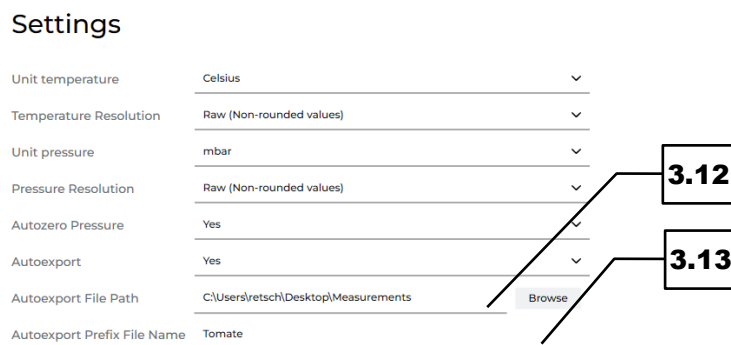 Settings
Unit temperature Celsius
Temperature Resolution Raw (Non-rounded values)
Unit pressure mbar
Pressure Resolution Raw (Non-rounded values)
3.12
Autozero Pressure Yes
Autoexport Yes
3.13
Autoexport File Path C:\Users\retsch\Desktop\Measurements Browse
Autoexport Prefix File Name Tomate